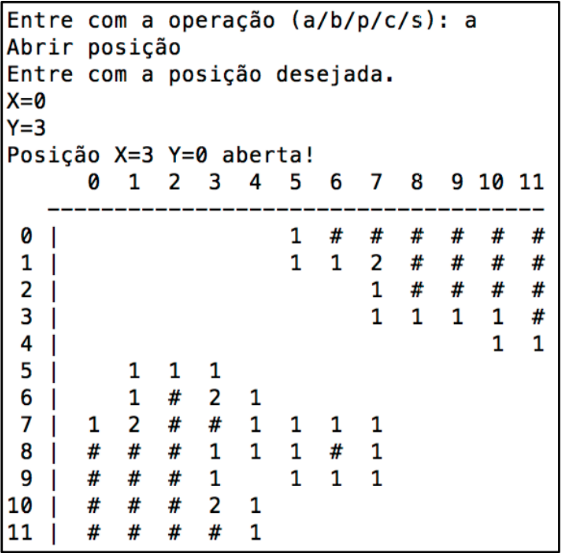 Entre com a operação (a/b/p/c/s): a
Abrir posição
Entre com a posição desejada.
X=0
Y=3
Posição X=3 Y=0 aberta!
       0  1  2  3  4  5  6  7  8  9 10 11
   --------------------------------------
 0 |                  1  #  #  #  #  #  #
 1 |                  1  1  2  #  #  #  #
 2 |                        1  #  #  #  #
 3 |                        1  1  1  1  #
 4 |                                 1  1
 5 |      1  1  1
 6 |      1  #  2  1
 7 |   1  2  #  #  1  1  1  1
 8 |   #  #  #  1  1  1  #  1
 9 |   #  #  #  1     1  1  1
10 |   #  #  #  2  1
11 |   #  #  #  #  1